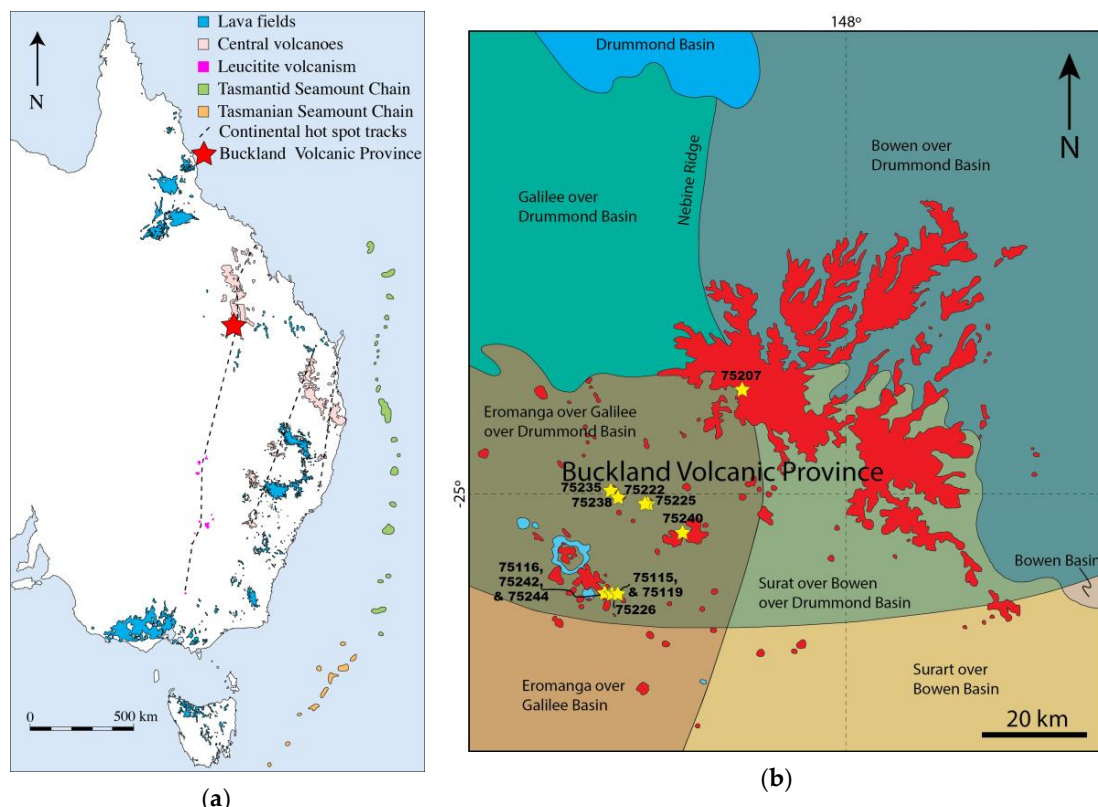 Lava fields
Central volcanoes
Leucitite volcanism
Tasmantid Seamount Chain
Tasmanian Seamount Chain
Continental hot spot tracks
Buckland Volcanic Province
N
0 500 km
(a)
148º
Drummond Basin
N
Nebine Ridge
Bowen over
Drummond Basin
Galilee over
Drummond Basin
75207
Eromanga over Galilee
over Drummond Basin
Buckland Volcanic Province
-25º
75235
75222
75238
75225
75240
75116,
75242,
& 75244
75115,
& 75119
75226
Surat over Bowen
over Drummond Basin
Bowen Basin
Eromanga over
Galilee Basin
Surart over
Bowen Basin
20 km
(b)